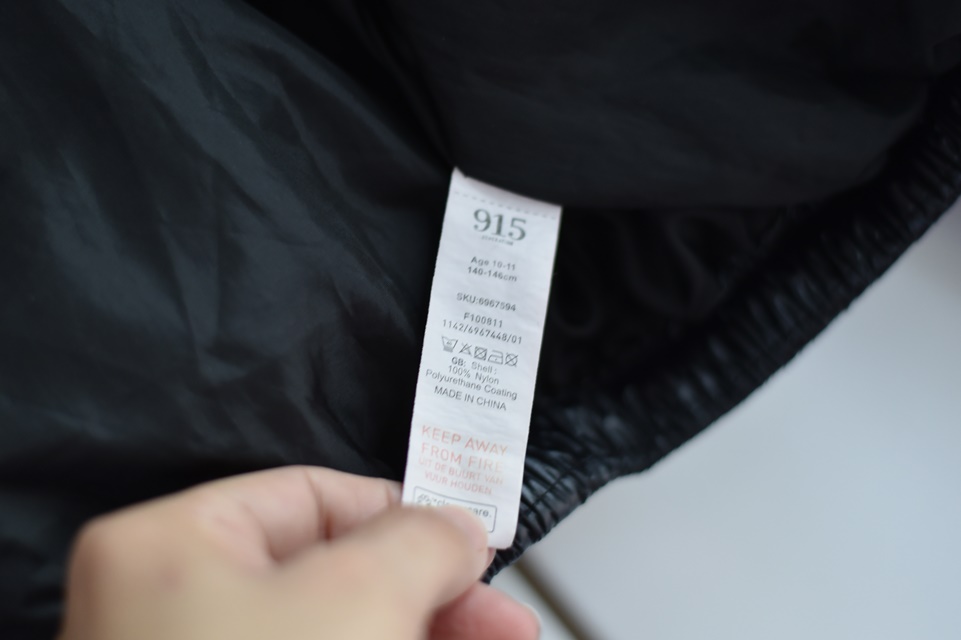 915
Age 10-11
140-146cm
SKU:6967594
F100811
1142/6967448/01
GB: Shell:
100% Nylon
Polyurethane Coating
MADE IN CHINA
KEEP AWAY
FROM FIRE
UIT DE BUURT VAN
VUUR HOUDEN